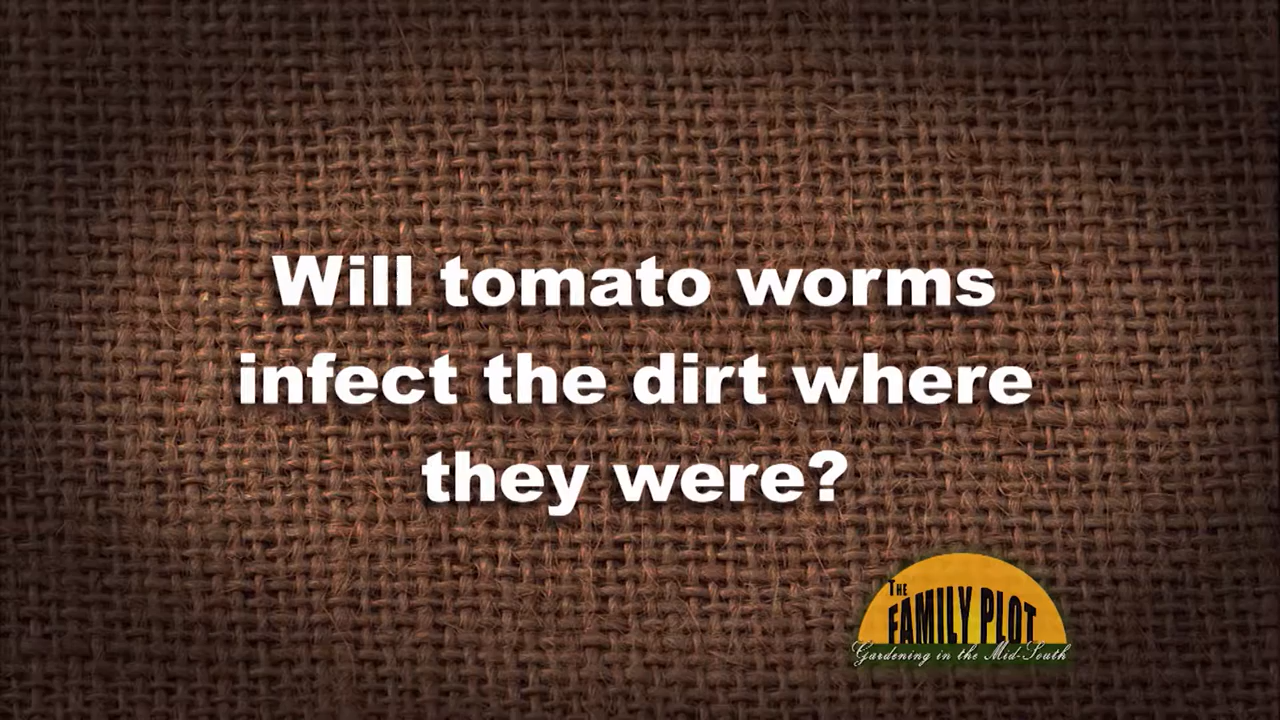 Will tomato worms
infect the dirt where
they were?
THE
FAMILY PLOT
Gardening in the Mid-South